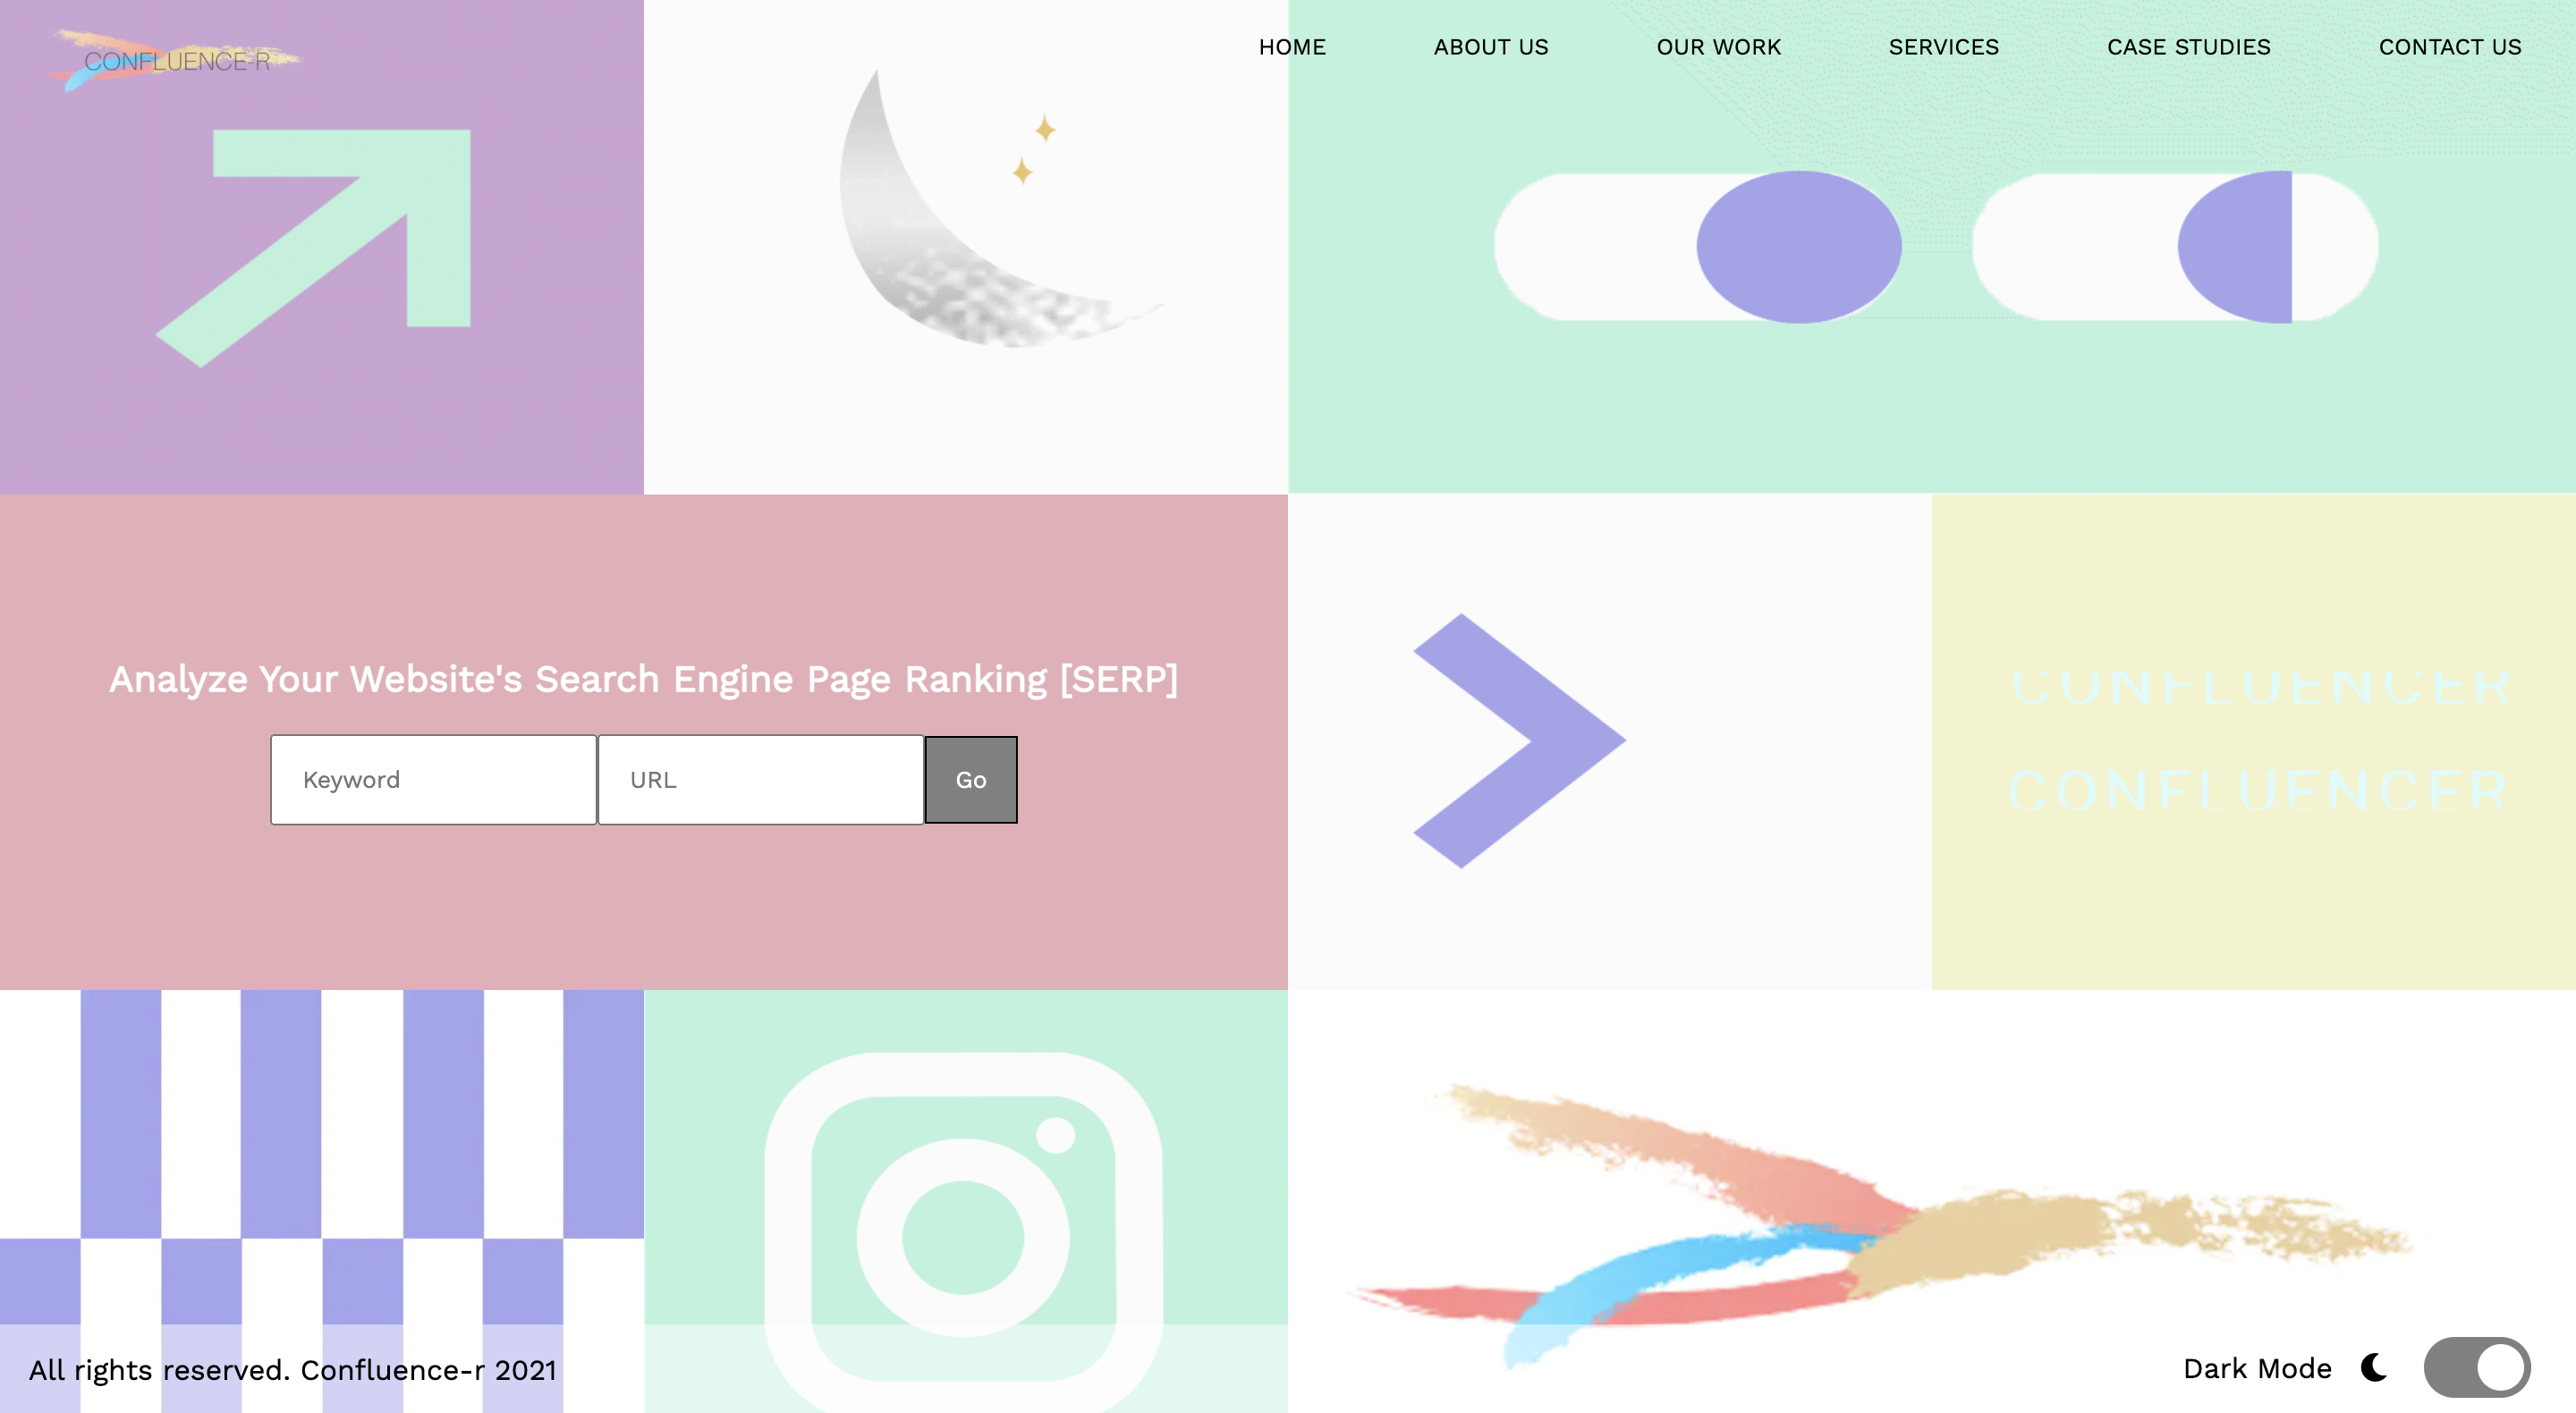 CONFLUENCE-R
HOME ABOUT US OUR WORK SERVICES CASE STUDIES CONTACT US
Analyze Your Website's Search Engine Page Ranking [SERP]
Keyword URL Go
CONFLUENCER
CONFLUENCER
All rights reserved. Confluence-r 2021
Dark Mode